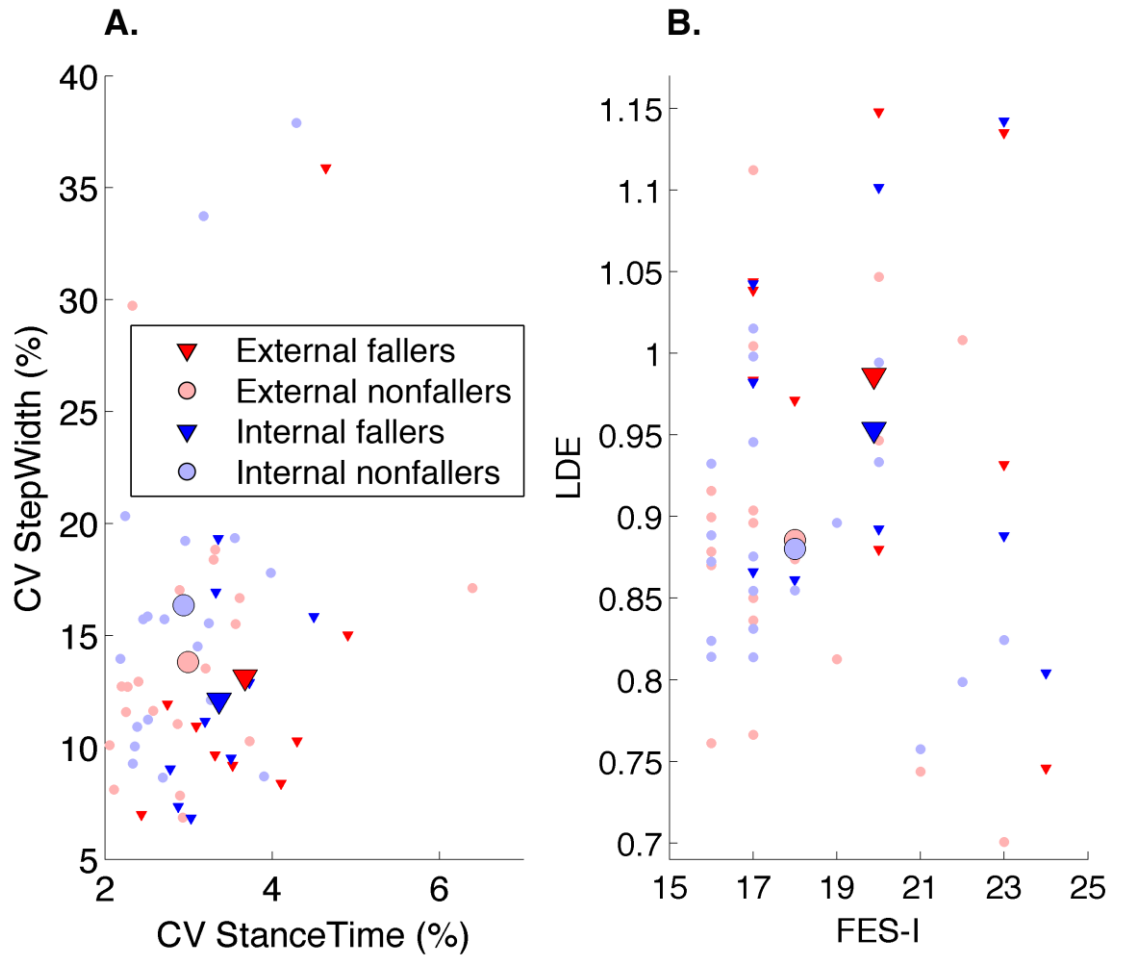 A.
CV StepWidth (%)
40
35
30
25
20
15
10
5
2
4
6
CV StanceTime (%)
External fallers
External nonfallers
Internal fallers
Internal nonfallers
B.
LDE
1.15
1.1
1.05
1
0.95
0.9
0.85
0.8
0.75
0.7
15
17
19
21
23
25
FES-I